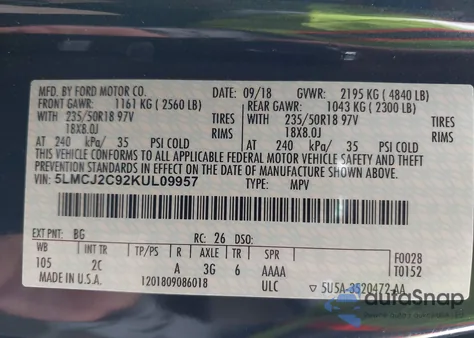 MFD. BY FORD MOTOR CO. DATE: 09/18 GVWR: 2195 KG ( 4840 LB)
FRONT GAWR: 1161 KG ( 2560 LB) REAR GAWR: 1043 KG ( 2300 LB)
WITH 235/50R18 97V TIRES WITH 235/50R18 97V TIRES
18X8.0J RIMS 18X8.0J RIMS
AT 240 kPa/ 35 PSI COLD AT 240 kPa/ 35 PSI COLD
THIS VEHICLE CONFORMS TO ALL APPLICABLE FEDERAL MOTOR VEHICLE SAFETY AND THEFT
PREVENTION STANDARDS IN EFFECT ON THE DATE OF MANUFACTURE SHOWN ABOVE.
VIN: 5LMCJ2C92KUL09957 TYPE: MPV
EXT PNT: BG RC: 26 DSO:
WB INT TR TP/PS R AXLE TR SPR F0028
105 2C A 3G 6 AAAA T0152
MADE IN U.S.A. 1201809086018 ULC ▽ 5U5A-3520472-AA
autoSnap